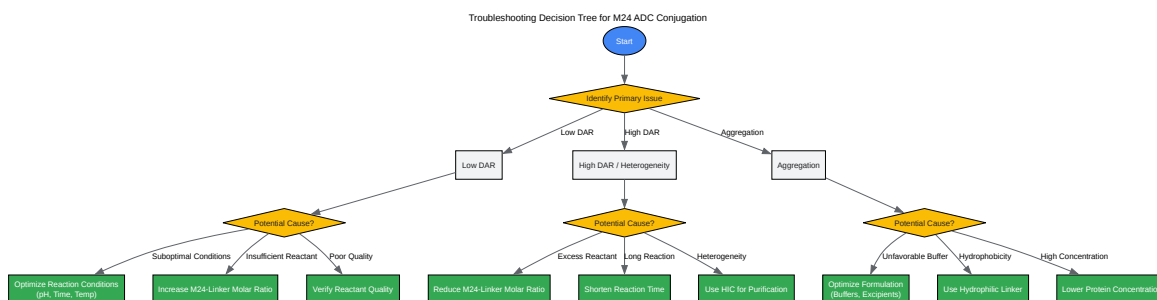 Troubleshooting Decision Tree for M24 ADC Conjugation
Start
Identify Primary Issue
Low DAR
High DAR
Aggregation
Low DAR
High DAR / Heterogeneity
Aggregation
Potential Cause?
Potential Cause?
Potential Cause?
Suboptimal Conditions
Insufficient Reactant
Poor Quality
Excess Reactant
Long Reaction
Heterogeneity
Unfavorable Buffer
Hydrophobicity
High Concentration
Optimize Reaction Conditions
(pH, Time, Temp)
Increase M24-Linker Molar Ratio
Verify Reactant Quality
Reduce M24-Linker Molar Ratio
Shorten Reaction Time
Use HIC for Purification
Optimize Formulation
(Buffers, Excipients)
Use Hydrophilic Linker
Lower Protein Concentratio